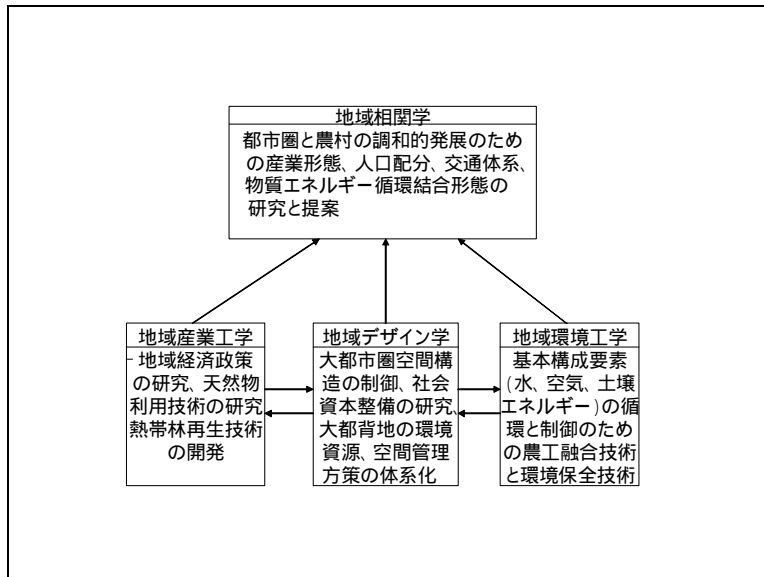 地域相関学
都市圏と農村の調和的発展のため
の産業形態、人口配分、交通体系、
物質エネルギー循環結合形態の
研究と提案
地域産業工学
地域経済政策
の研究、天然物
利用技術の研究
熱帯林再生技術
の開発
地域デザイン学
大都市圏空間構
造の制御、社会
資本整備の研究、
大都背地の環境
資源、空間管理
方策の体系化
地域環境工学
基本構成要素
(水、空気、土壌
エネルギー)の循
環と制御のため
の農工融合技術
と環境保全技術